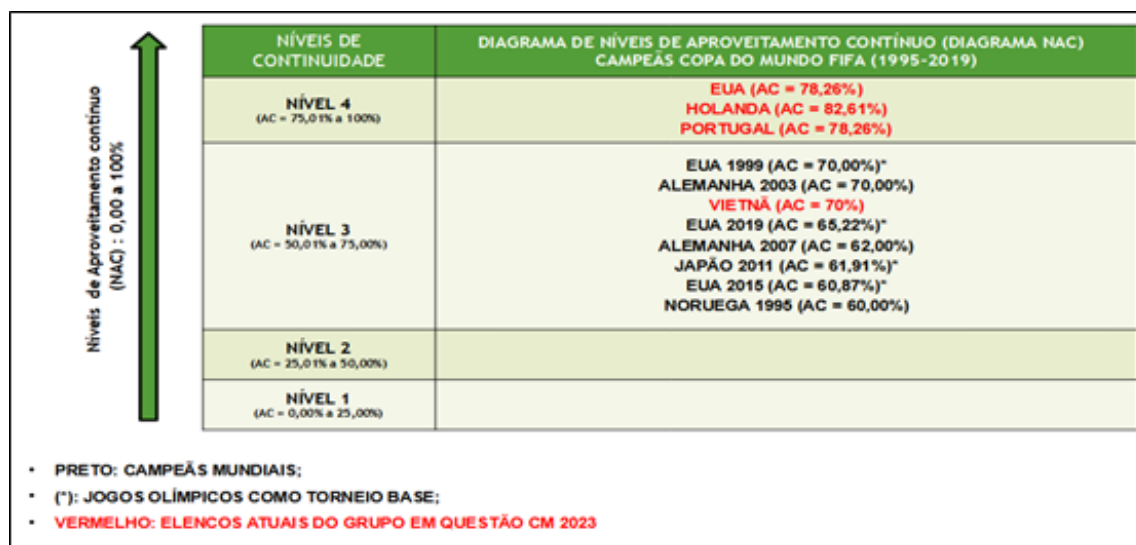 Níveis de Aproveitamento contínuo
(NAC) : 0,00 a 100%
NÍVEIS DE
CONTINUIDADE
DIAGRAMA DE NÍVEIS DE APROVEITAMENTO CONTÍNUO (DIAGRAMA NAC)
CAMPEÃS COPA DO MUNDO FIFA (1995-2019)
NÍVEL 4
(AC = 75,01% a 100%)
EUA (AC = 78,26%)
HOLANDA (AC = 82,61%)
PORTUGAL (AC = 78,26%)
NÍVEL 3
(AC = 50,01% a 75,00%)
EUA 1999 (AC = 70,00%)*
ALEMANHA 2003 (AC = 70,00%)
VIETNÃ (AC = 70%)
EUA 2019 (AC = 65,22%)*
ALEMANHA 2007 (AC = 62,00%)
JAPÃO 2011 (AC = 61,91%)*
EUA 2015 (AC = 60,87%)*
NORUEGA 1995 (AC = 60,00%)
NÍVEL 2
(AC = 25,01% a 50,00%)
NÍVEL 1
(AC = 0,00% a 25,00%)
• PRETO: CAMPEÃS MUNDIAIS;
• (*): JOGOS OLÍMPICOS COMO TORNEIO BASE;
• VERMELHO: ELENCOS ATUAIS DO GRUPO EM QUESTÃO CM 2023